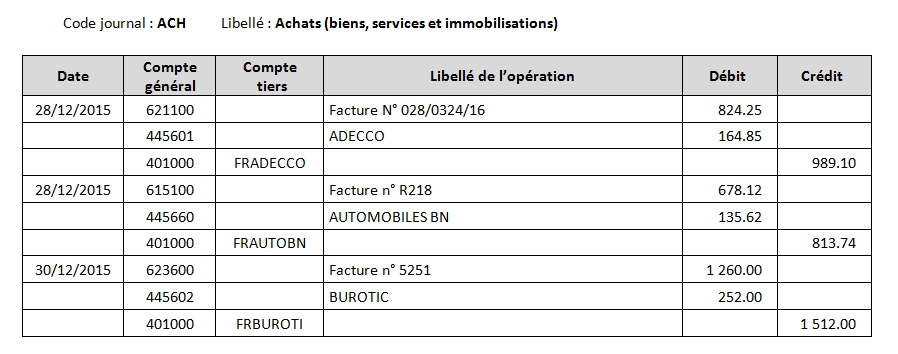 Code journal : ACH Libellé : Achats (biens, services et immobilisations)
Date Compte général Compte tiers Libellé de l'opération Débit Crédit
28/12/2015 621100 Facture N° 028/0324/16 824.25
445601 ADECCO 164.85
401000 FRADECCO 989.10
28/12/2015 615100 Facture n° R218 678.12
445660 AUTOMOBILES BN 135.62
401000 FRAUTOBN 813.74
30/12/2015 623600 Facture n° 5251 1 260.00
445602 BUROTIC 252.00
401000 FRBUROTI 1 512.00